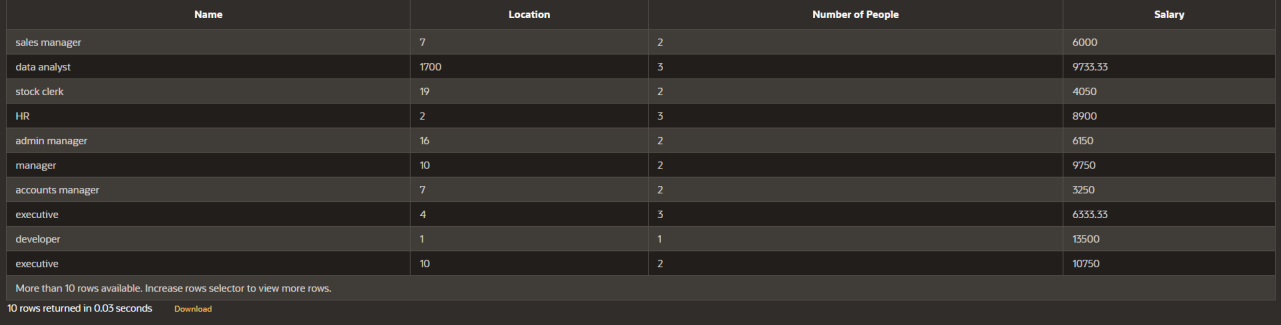 Name Location Number of People Salary
sales manager 7 2 6000
data analyst 1700 3 9733.33
stock clerk 19 2 4050
HR 2 3 8900
admin manager 16 2 6150
manager 10 2 9750
accounts manager 7 2 3250
executive 4 3 6333.33
developer 1 1 13500
executive 10 2 10750
More than 10 rows available. Increase rows selector to view more rows.
10 rows returned in 0.03 seconds Download